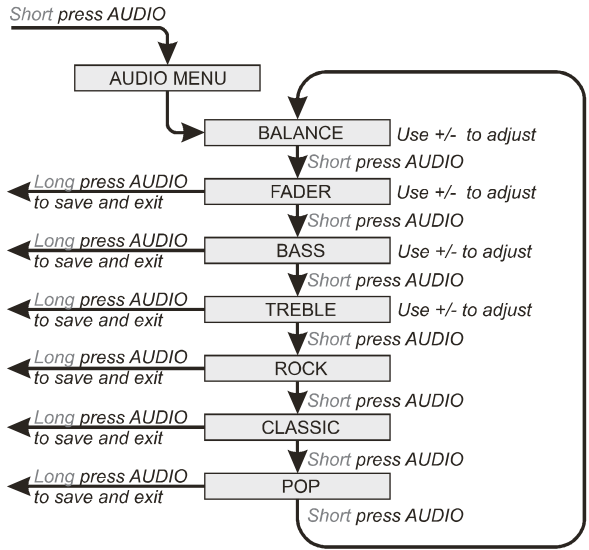 Short press AUDIO
AUDIO MENU
BALANCE
Use +/- to adjust
Short press AUDIO
Long press AUDIO
to save and exit
FADER
Use +/- to adjust
Short press AUDIO
Long press AUDIO
to save and exit
BASS
Use +/- to adjust
Short press AUDIO
Long press AUDIO
to save and exit
TREBLE
Use +/- to adjust
Short press AUDIO
Long press AUDIO
to save and exit
ROCK
Short press AUDIO
Long press AUDIO
to save and exit
CLASSIC
Short press AUDIO
Long press AUDIO
to save and exit
POP
Short press AUDIO